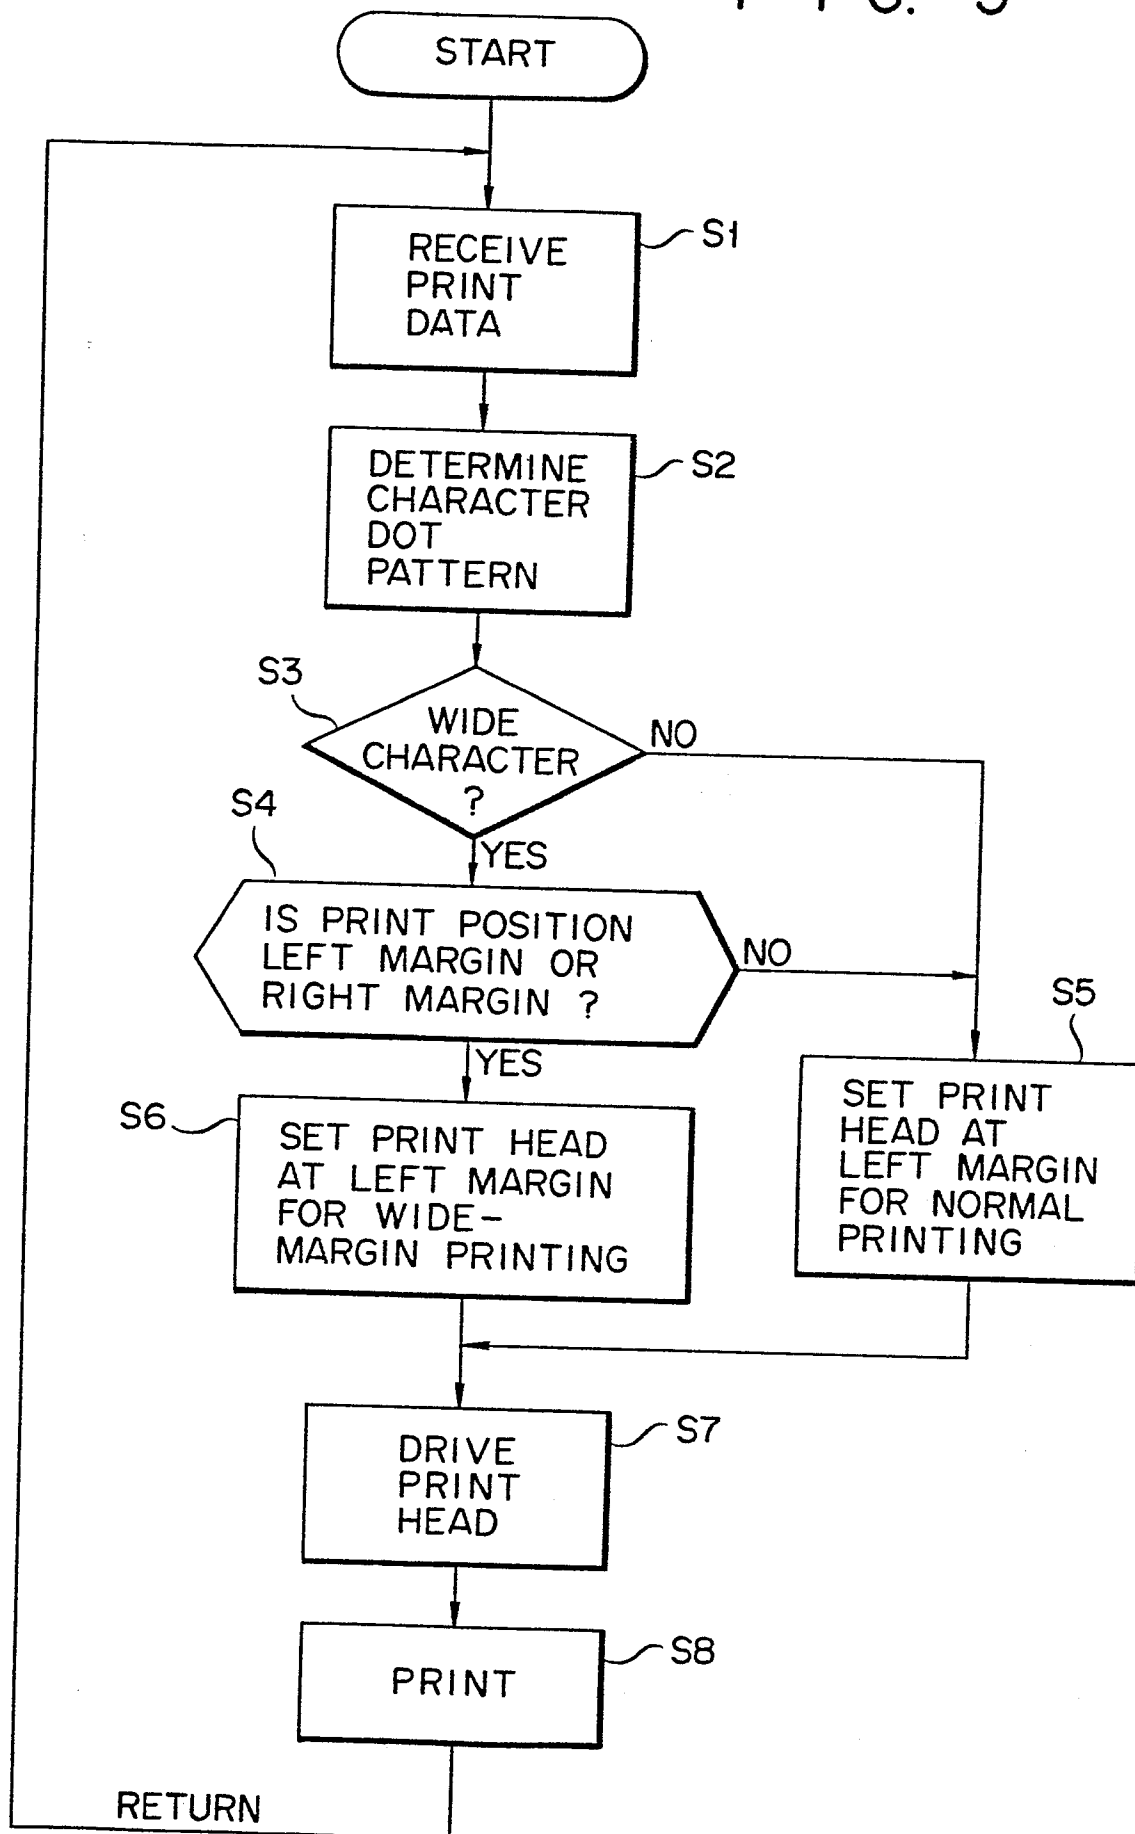 START
RECEIVE
PRINT
DATA
S1
DETERMINE
CHARACTER
DOT
PATTERN
S2
S3
WIDE
CHARACTER
?
NO
YES
S4
IS PRINT POSITION
LEFT MARGIN OR
RIGHT MARGIN ?
NO
YES
S5
SET PRINT
HEAD AT
LEFT MARGIN
FOR NORMAL
PRINTING
S6
SET PRINT HEAD
AT LEFT MARGIN
FOR WIDE-
MARGIN PRINTING
S7
DRIVE
PRINT
HEAD
S8
PRINT
RETURN